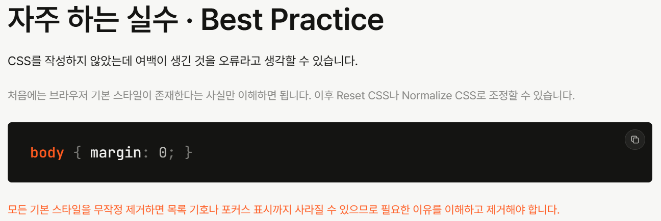 자주 하는 실수 · Best Practice
CSS를 작성하지 않았는데 여백이 생긴 것을 오류라고 생각할 수 있습니다.
처음에는 브라우저 기본 스타일이 존재한다는 사실만 이해하면 됩니다. 이후 Reset CSS나 Normalize CSS로 조정할 수 있습니다.
body { margin: 0; }
모든 기본 스타일을 무작정 제거하면 목록 기호나 포커스 표시까지 사라질 수 있으므로 필요한 이유를 이해하고 제거해야 합니다.